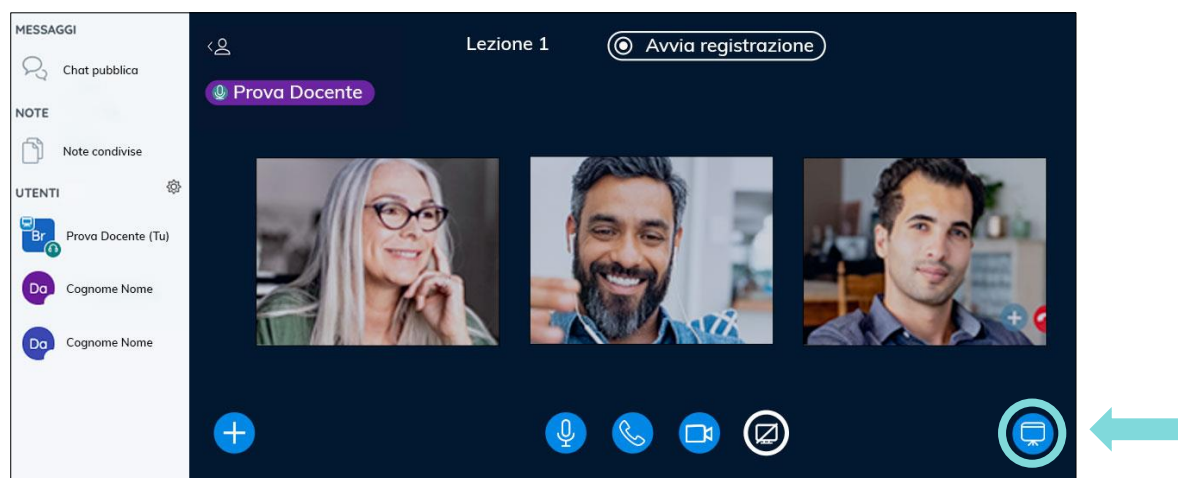 MESSAGGI
Chat pubblica
NOTE
Note condivise
UTENTI
Br
Prova Docente (Tu)
Da
Cognome Nome
Da
Cognome Nome
Lezione 1
Avvia registrazione
Prova Docente